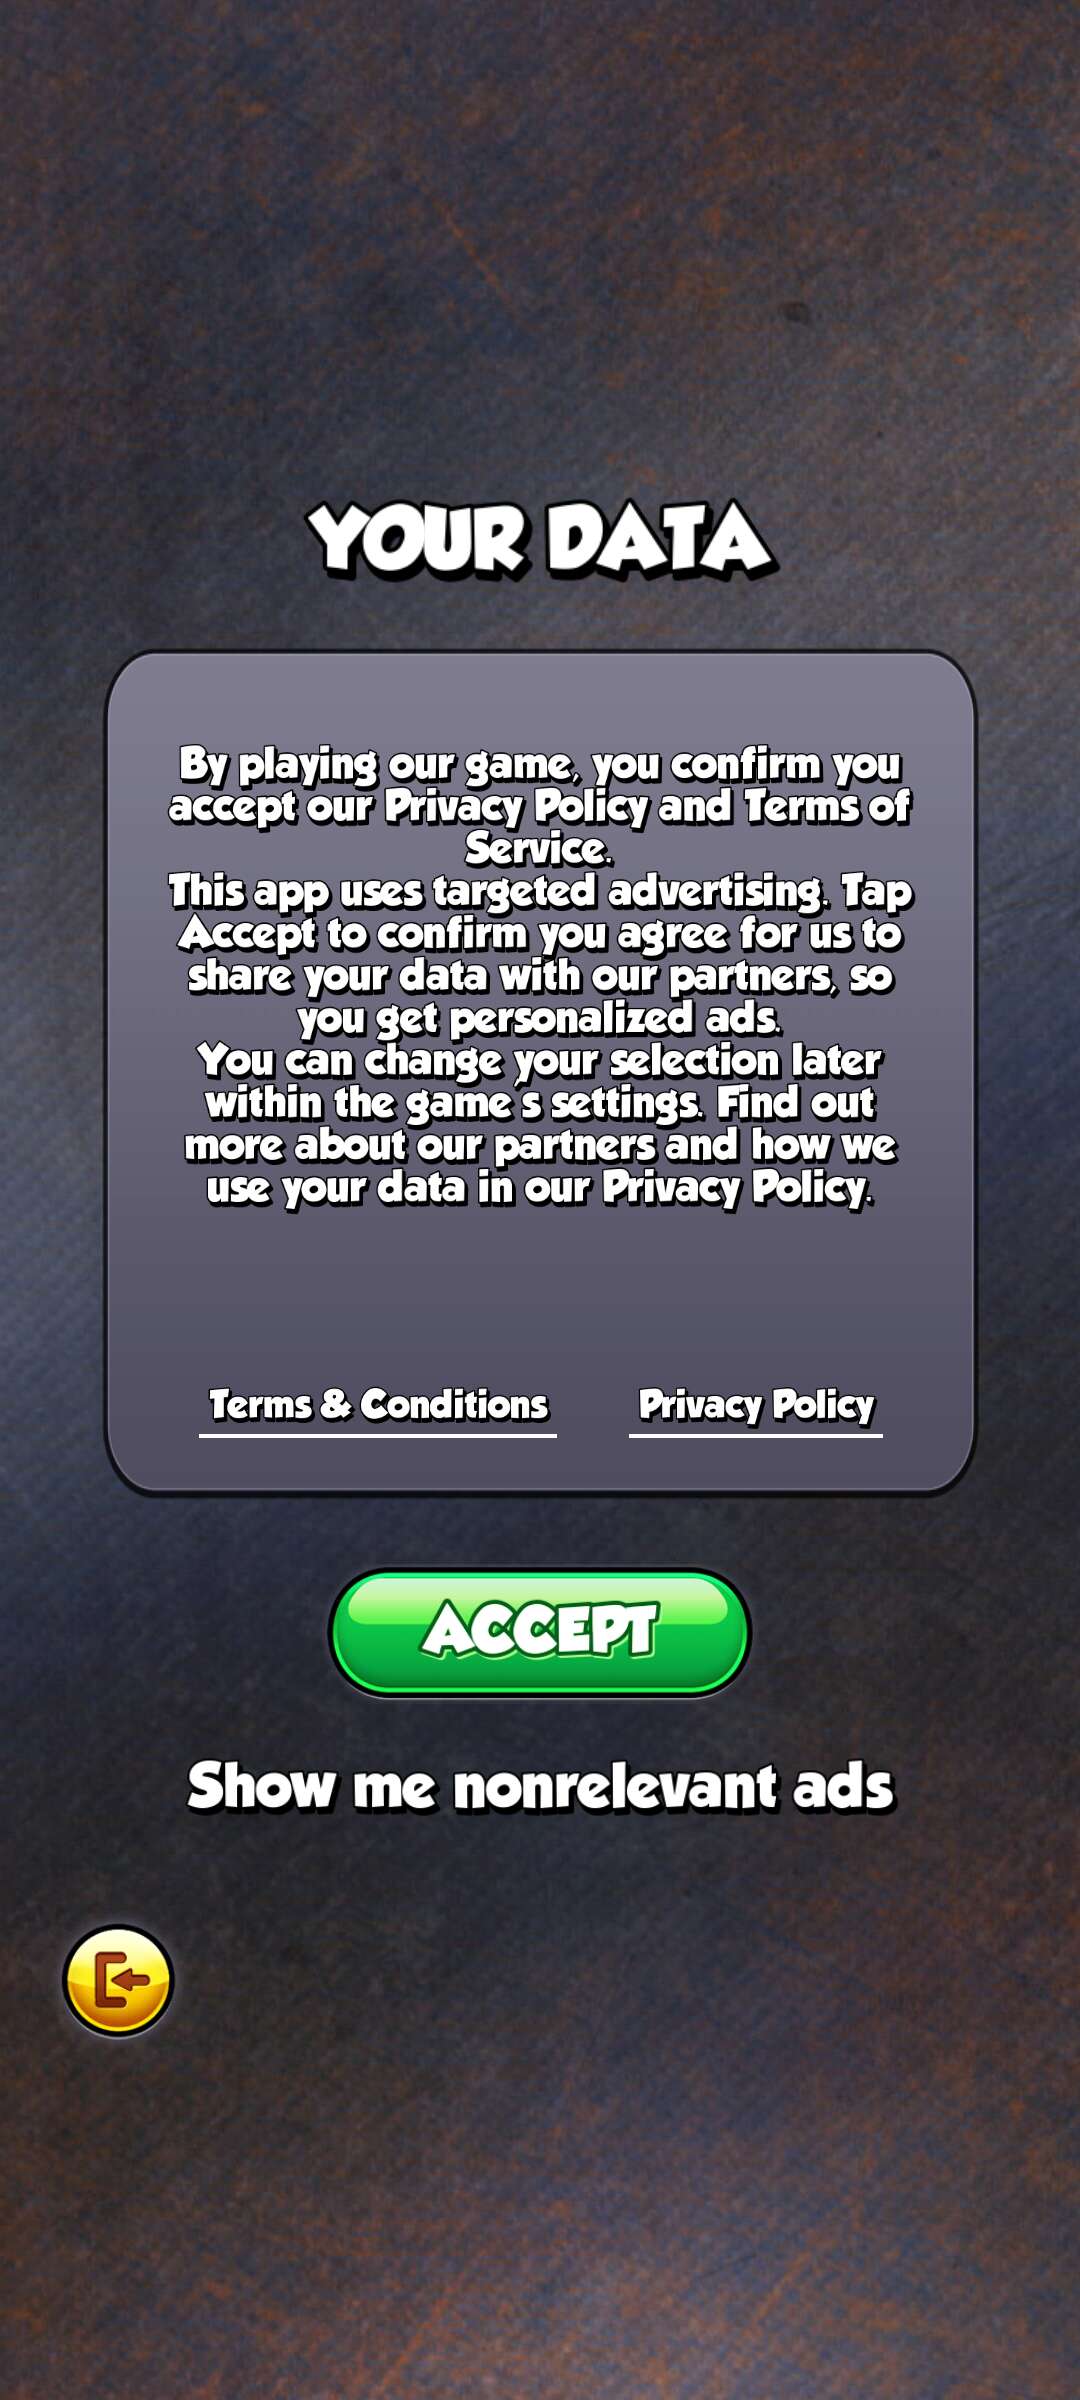 YOUR DATA
By playing our game, you confirm you
accept our Privacy Policy and Terms of
Service.
This app uses targeted advertising. Tap
Accept to confirm you agree for us to
share your data with our partners, so
you get personalized ads.
You can change your selection later
within the game's settings. Find out
more about our partners and how we
use your data in our Privacy Policy.
Terms & Conditions Privacy Policy
ACCEPT
Show me nonrelevant ads